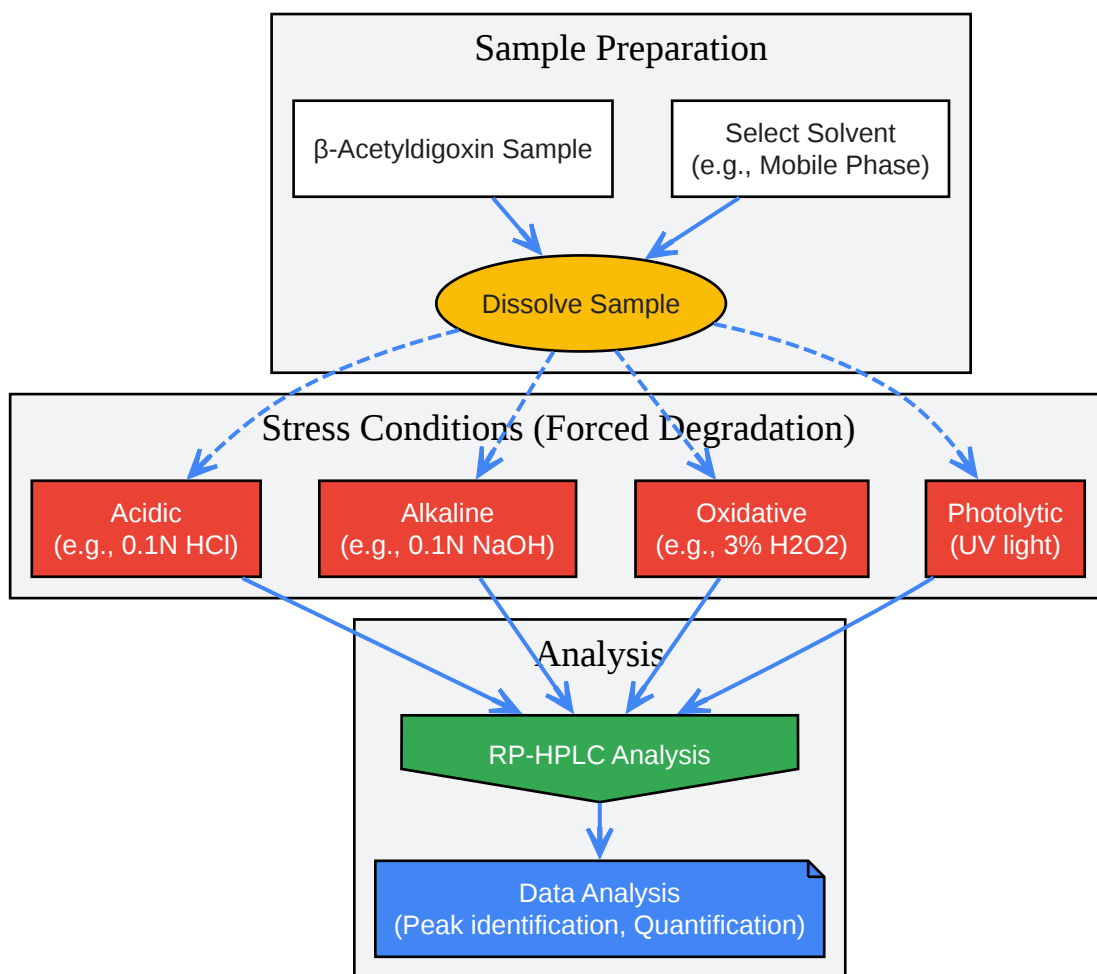 Sample Preparation
β-Acetyldigoxin Sample
Select Solvent
(e.g., Mobile Phase)
Dissolve Sample
Stress Conditions (Forced Degradation)
Acidic
(e.g., 0.1N HCl)
Alkaline
(e.g., 0.1N NaOH)
Oxidative
(e.g., 3% H2O2)
Photolytic
(UV light)
Analysis
RP-HPLC Analysis
Data Analysis
(Peak identification, Quantification)